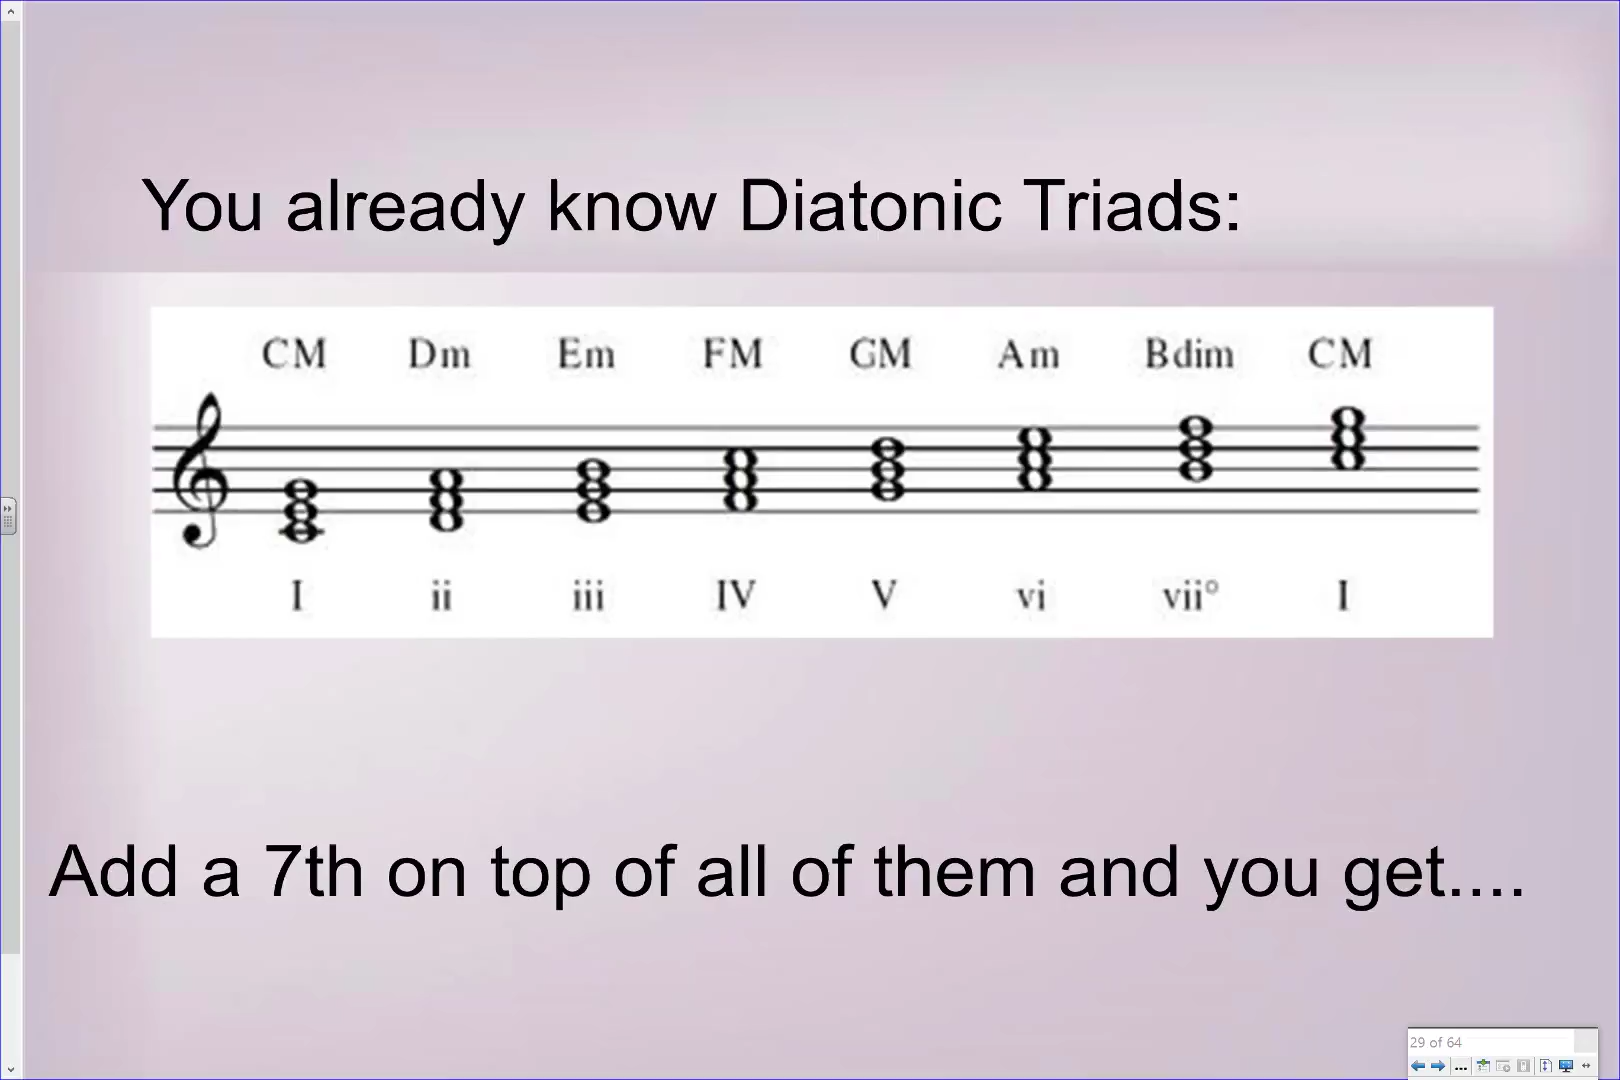 You already know Diatonic Triads:
CM Dm Em FM GM Am Bdim CM
I ii iii IV V vi vii° I
Add a 7th on top of all of them and you get....
29 of 64